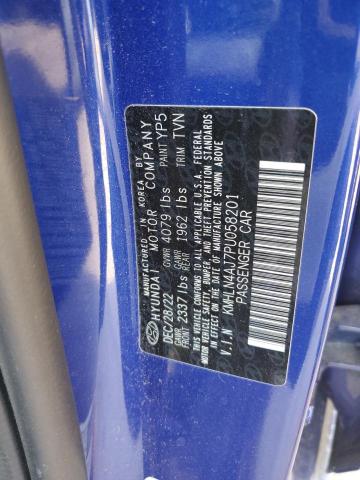 MANUFACTURED IN KOREA BY
HYUNDAI MOTOR COMPANY
DEC/28/22 GVWR 4079 lbs PAINT YP5
GAWR FRONT 2337 lbs GAWR REAR 1962 lbs TRIM TVN
THIS VEHICLE CONFORMS TO ALL APPLICABLE U.S.A. FEDERAL
MOTOR VEHICLE SAFETY, BUMPER, AND THEFT PREVENTION STANDARDS
IN EFFECT ON THE DATE OF MANUFACTURE SHOWN ABOVE.
V.I.N KMHLN4AU7PU058201
PASSENGER CAR